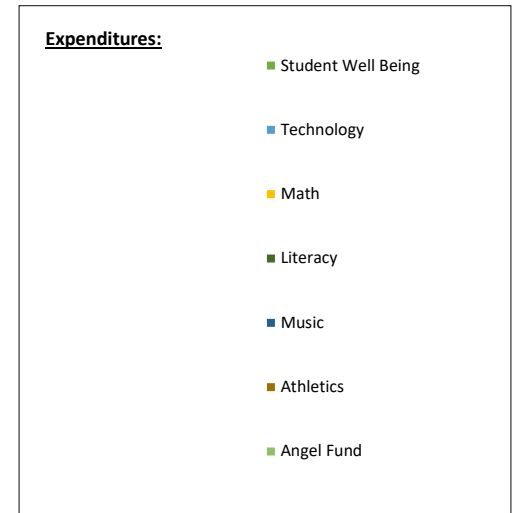 Expenditures:
Student Well Being
Technology
Math
Literacy
Music
Athletics
Angel Fund